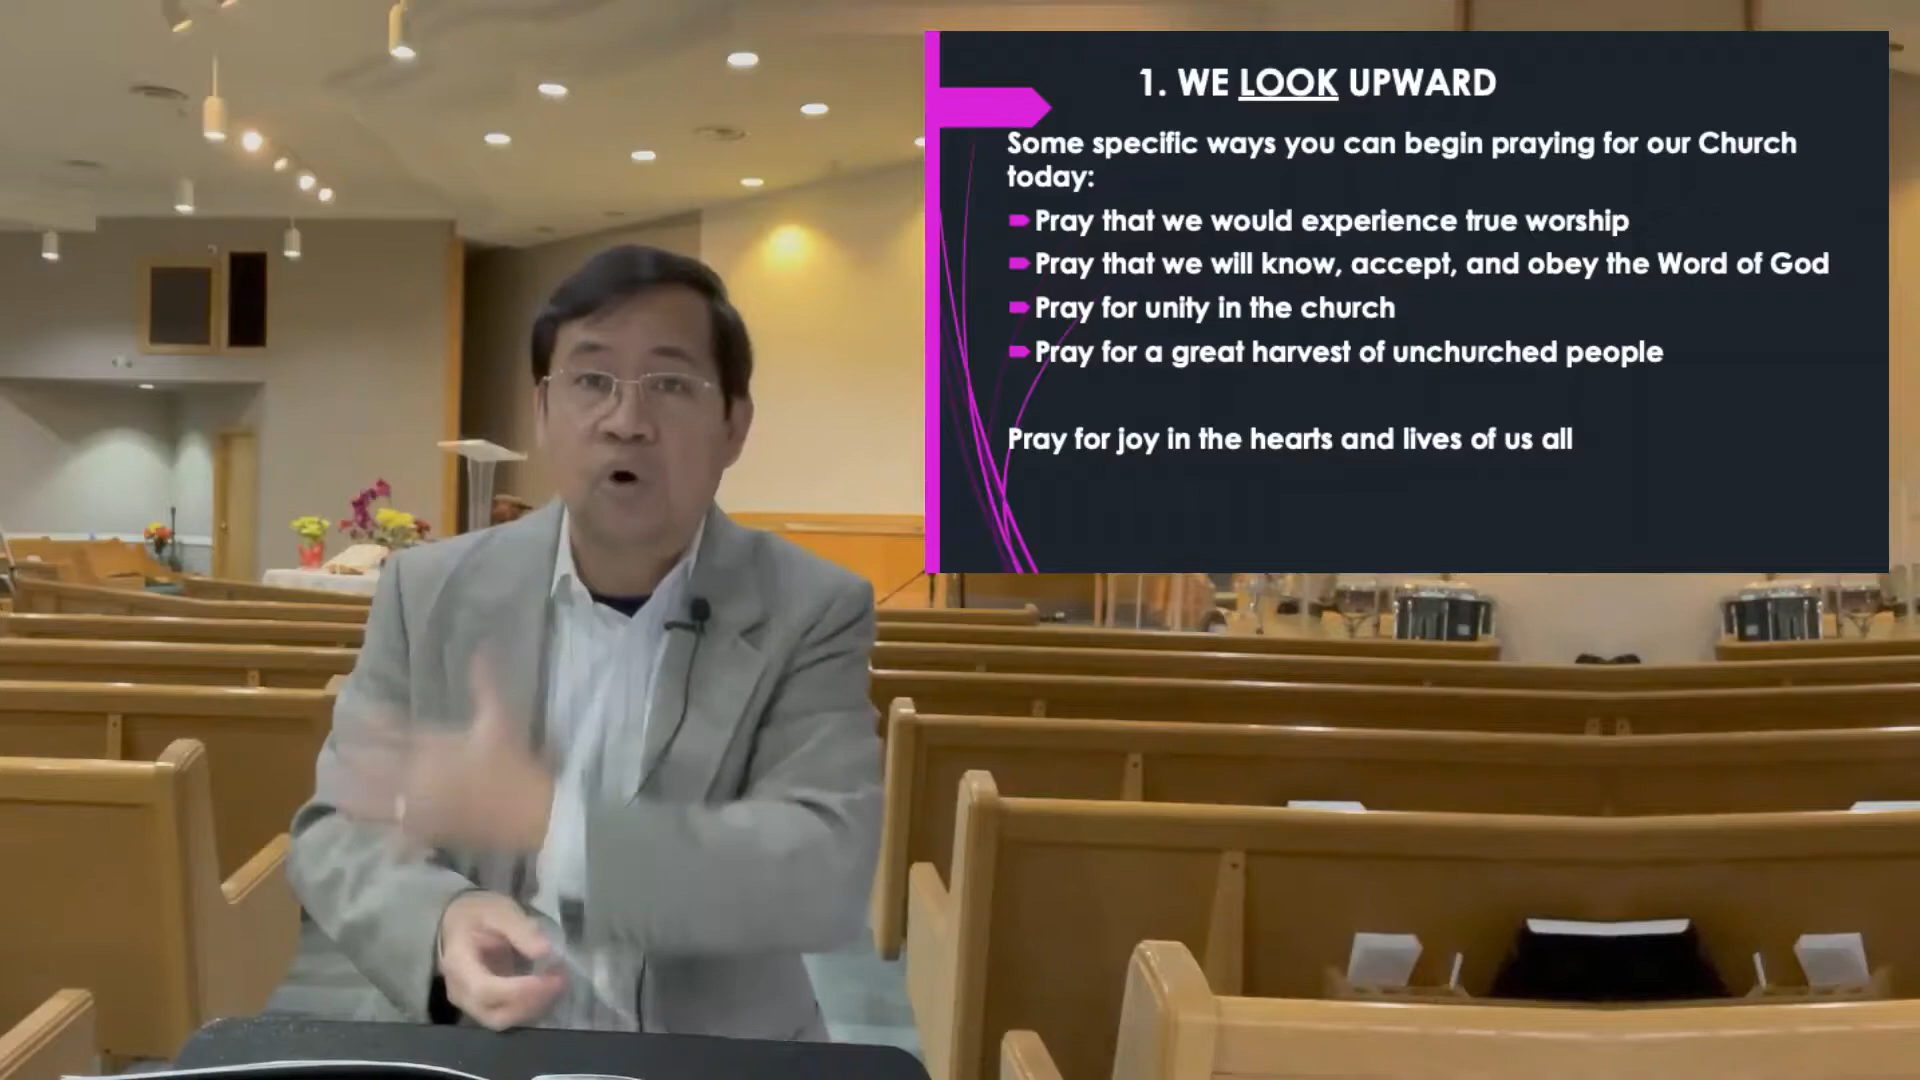 1. WE LOOK UPWARD
Some specific ways you can begin praying for our Church
today:
Pray that we would experience true worship
Pray that we will know, accept, and obey the Word of God
Pray for unity in the church
Pray for a great harvest of unchurched people
Pray for joy in the hearts and lives of us all